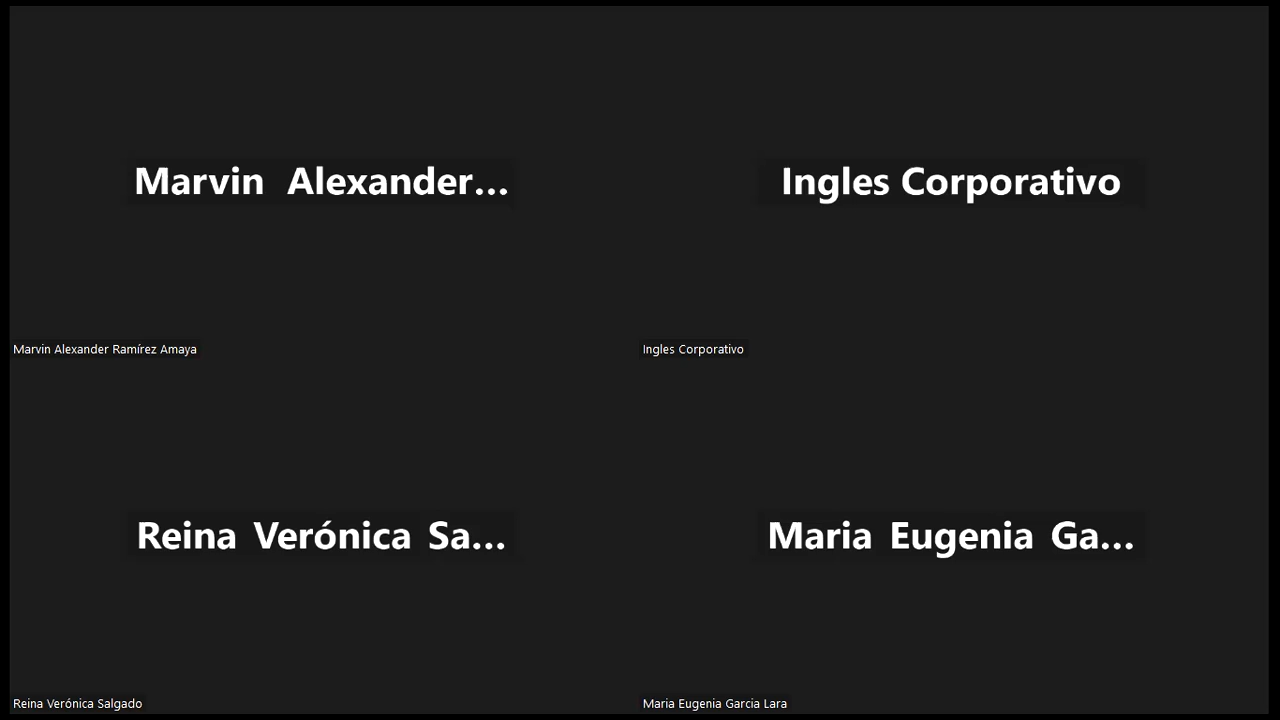 Marvin Alexander...
Ingles Corporativo
Marvin Alexander Ramírez Amaya
Ingles Corporativo
Reina Verónica Sa...
Maria Eugenia Ga...
Reina Verónica Salgado
Maria Eugenia Garcia Lara